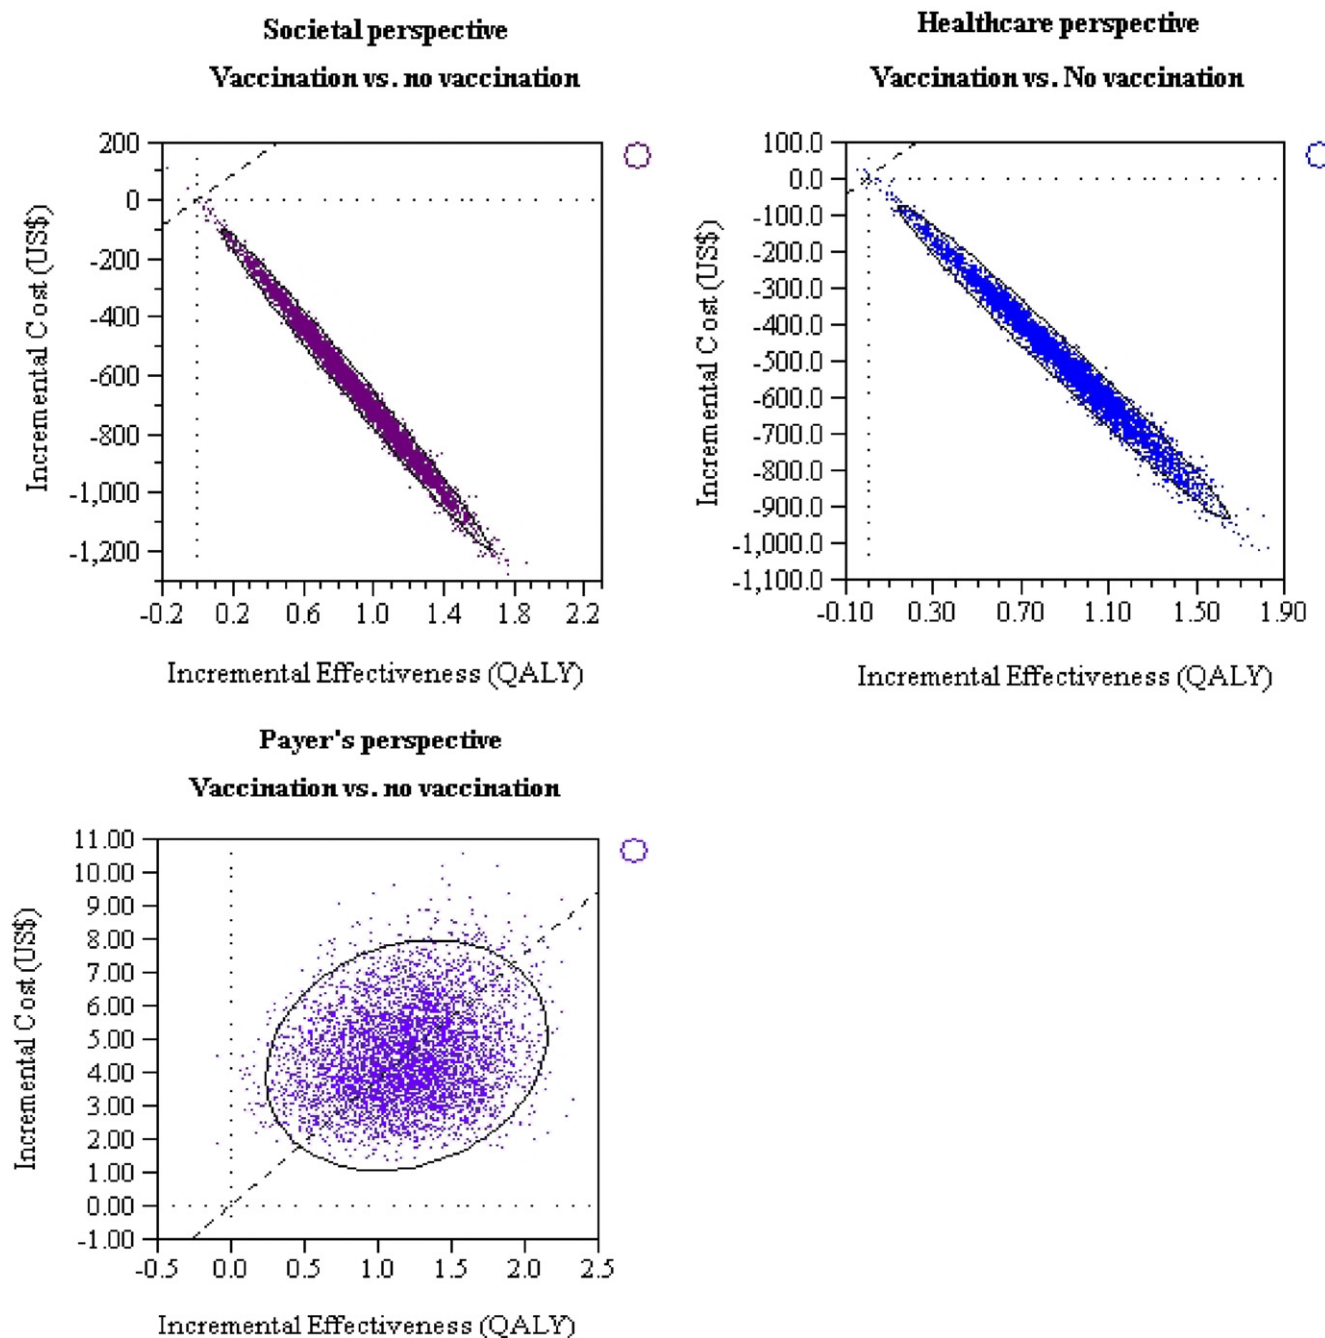 Societal perspective
Vaccination vs. no vaccination
200
0
-200
-400
-600
-800
-1,000
-1,200
Incremental Cost (US$)
-0.2 0.2 0.6 1.0 1.4 1.8 2.2
Incremental Effectiveness (QALY)
Healthcare perspective
Vaccination vs. No vaccination
100.0
0.0
-100.0
-200.0
-300.0
-400.0
-500.0
-600.0
-700.0
-800.0
-900.0
-1,000.0
-1,100.0
Incremental Cost (US$)
-0.10 0.30 0.70 1.10 1.50 1.90
Incremental Effectiveness (QALY)
Payer's perspective
Vaccination vs. no vaccination
11.00
10.00
9.00
8.00
7.00
6.00
5.00
4.00
3.00
2.00
1.00
0.00
-1.00
Incremental Cost (US$)
-0.5 0.0 0.5 1.0 1.5 2.0 2.5
Incremental Effectiveness (QALY)